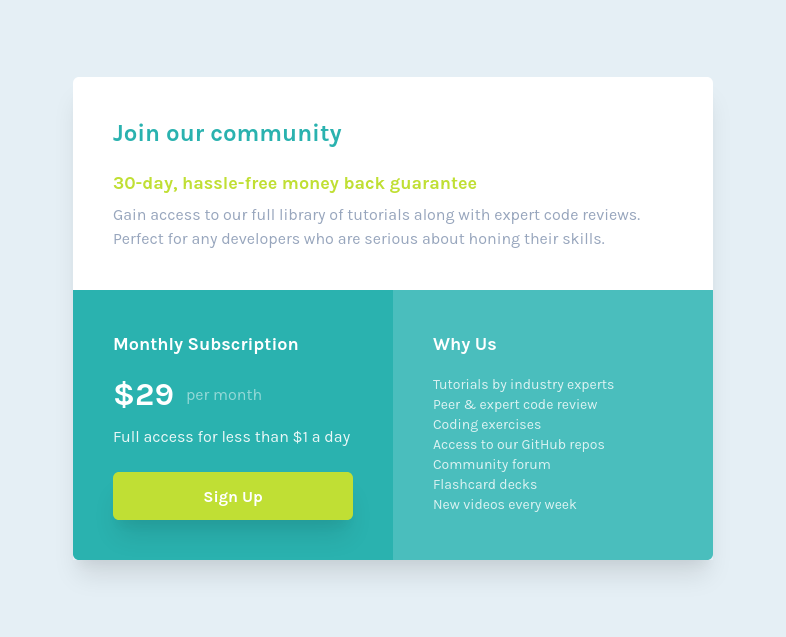 Join our community
30-day, hassle-free money back guarantee
Gain access to our full library of tutorials along with expert code reviews.
Perfect for any developers who are serious about honing their skills.
Monthly Subscription
$29 per month
Full access for less than $1 a day
Sign Up
Why Us
Tutorials by industry experts
Peer & expert code review
Coding exercises
Access to our GitHub repos
Community forum
Flashcard decks
New videos every week